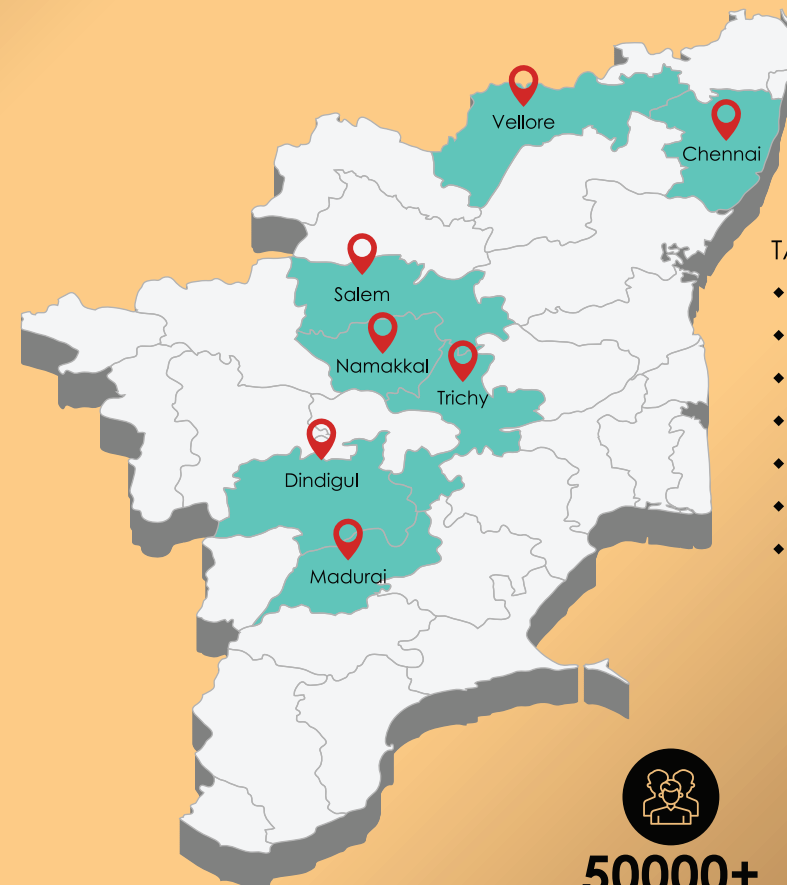 Vellore
Chennai
Salem
Namakkal
Trichy
Dindigul
Madurai
50000+